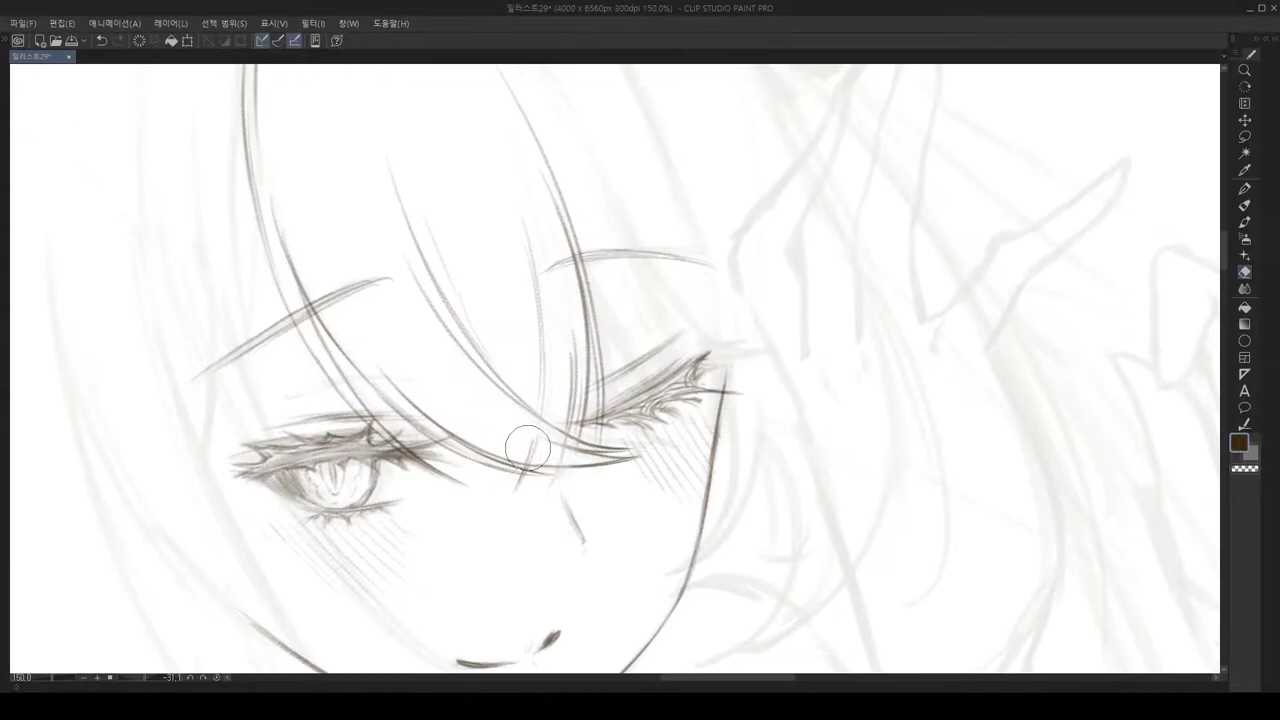 일러스트29* (4000 x 6560px 300dpi 150.0%) - CLIP STUDIO PAINT PRO
파일(F) 편집(E) 애니메이션(A) 레이어(L) 선택 범위(S) 표시(V) 필터(I) 창(W) 도움말(H)
일러스트29*
150.0 -31.1